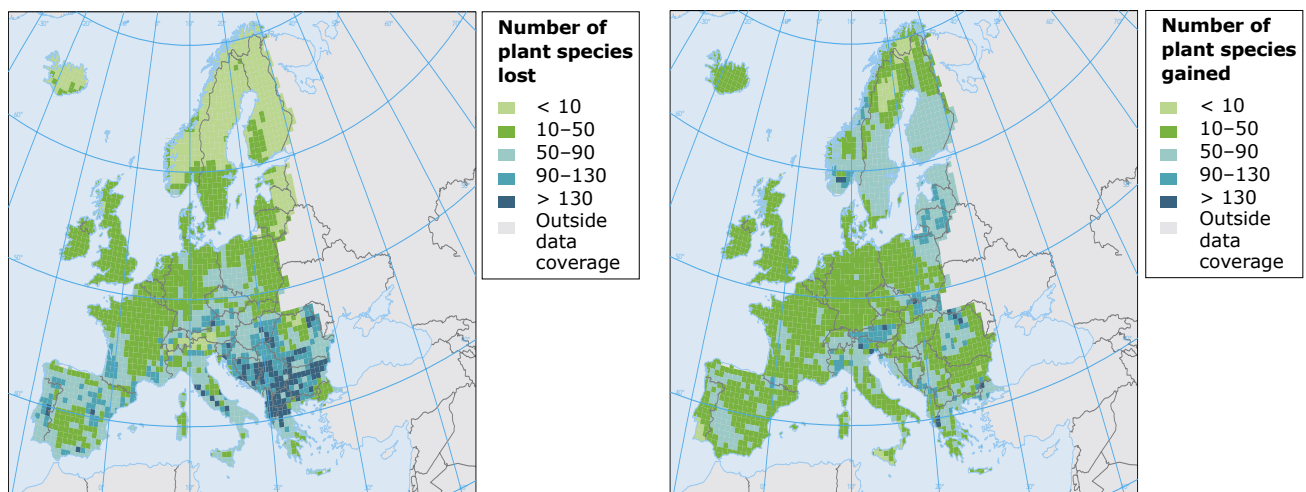 Number of
plant species
lost
< 10
10–50
50–90
90–130
> 130
Outside
data
coverage
Number of
plant species
gained
< 10
10–50
50–90
90–130
> 130
Outside
data
coverage